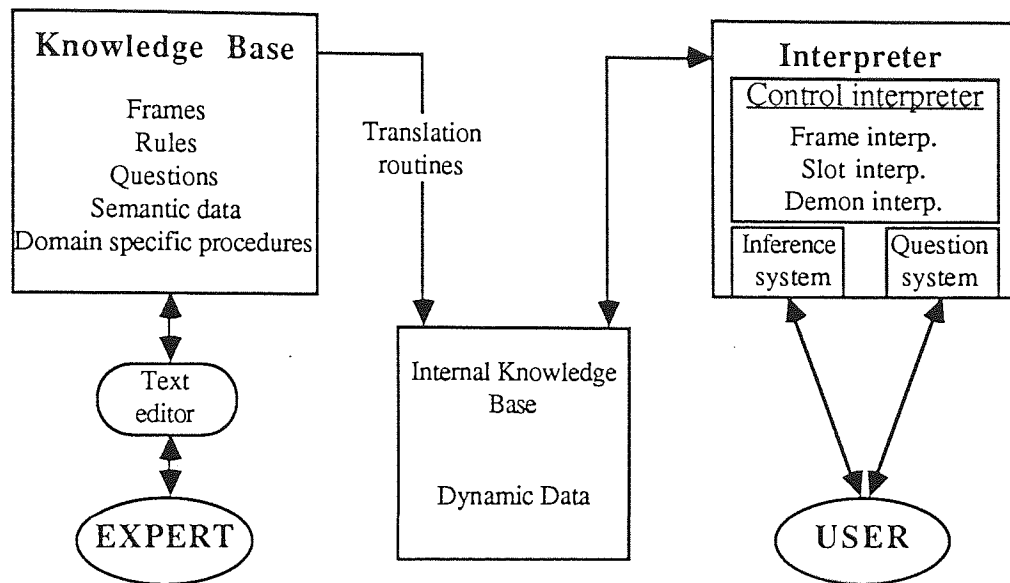 Knowledge Base
Frames
Rules
Questions
Semantic data
Domain specific procedures
Text
editor
EXPERT
Translation
routines
Internal Knowledge
Base
Dynamic Data
Interpreter
Control interpreter
Frame interp.
Slot interp.
Demon interp.
Inference
system
Question
system
USER